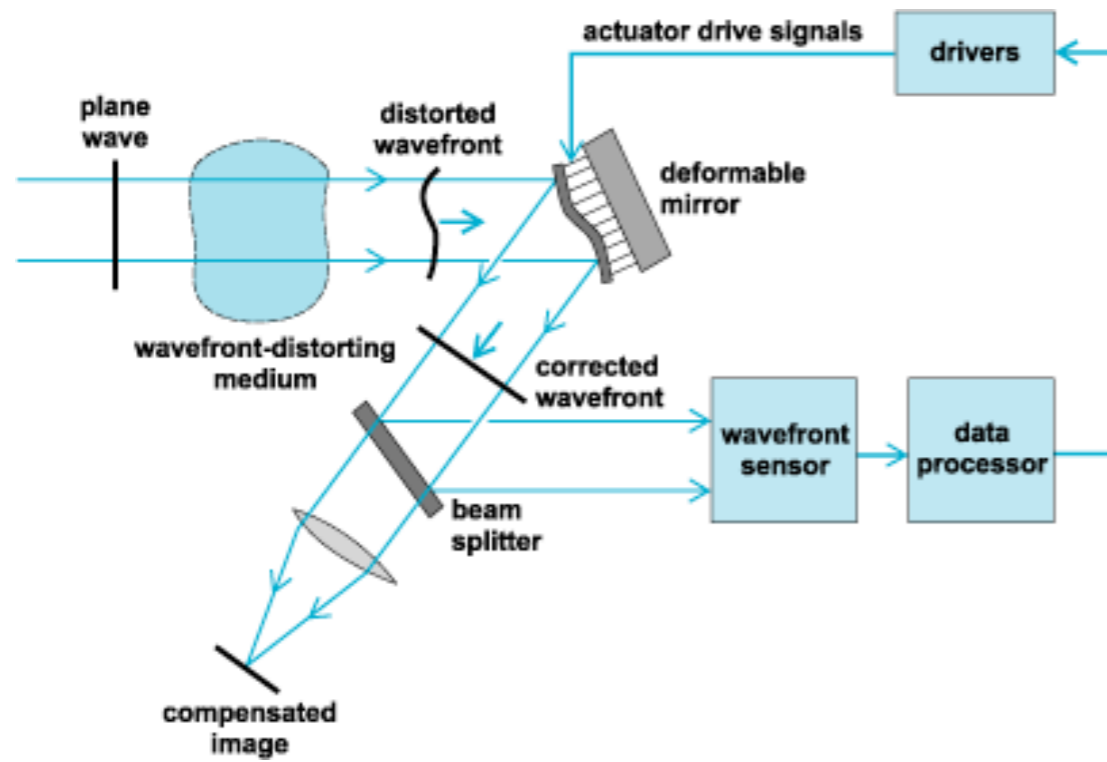 actuator drive signals
drivers
plane
wave
distorted
wavefront
deformable
mirror
wavefront-distorting
medium
corrected
wavefront
wavefront
sensor
data
processor
beam
splitter
compensated
image